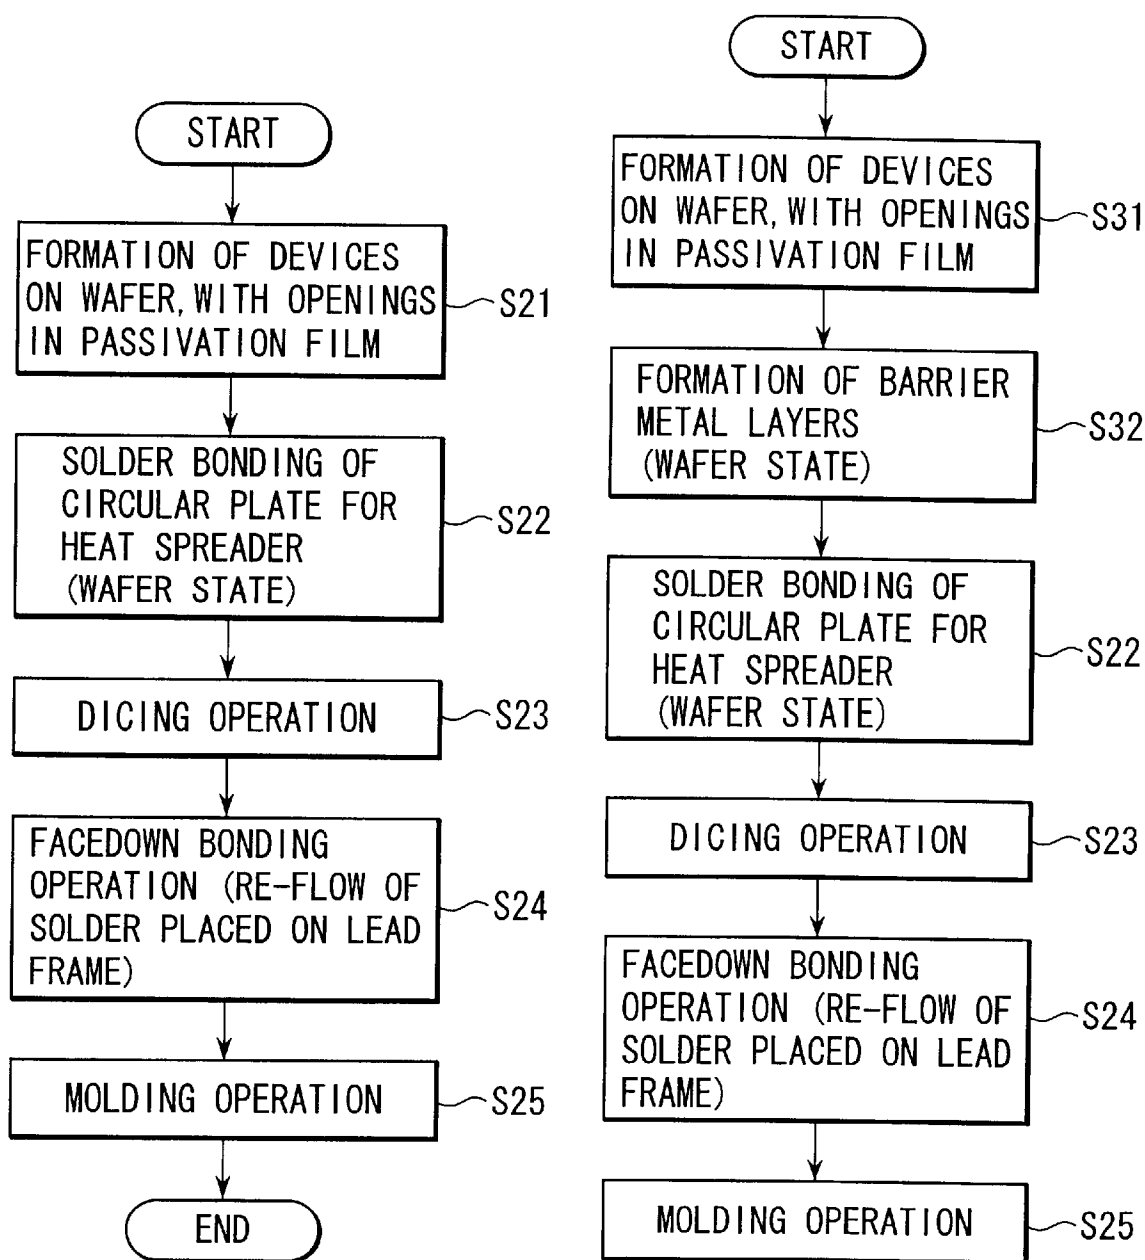 START
FORMATION OF DEVICES
ON WAFER, WITH OPENINGS
IN PASSIVATION FILM
S21
SOLDER BONDING OF
CIRCULAR PLATE FOR
HEAT SPREADER
(WAFER STATE)
S22
DICING OPERATION
S23
FACEDOWN BONDING
OPERATION (RE-FLOW OF
SOLDER PLACED ON LEAD
FRAME)
S24
MOLDING OPERATION
S25
END
START
FORMATION OF DEVICES
ON WAFER, WITH OPENINGS
IN PASSIVATION FILM
S31
FORMATION OF BARRIER
METAL LAYERS
(WAFER STATE)
S32
SOLDER BONDING OF
CIRCULAR PLATE FOR
HEAT SPREADER
(WAFER STATE)
S22
DICING OPERATION
S23
FACEDOWN BONDING
OPERATION (RE-FLOW OF
SOLDER PLACED ON LEAD
FRAME)
S24
MOLDING OPERATION
S25